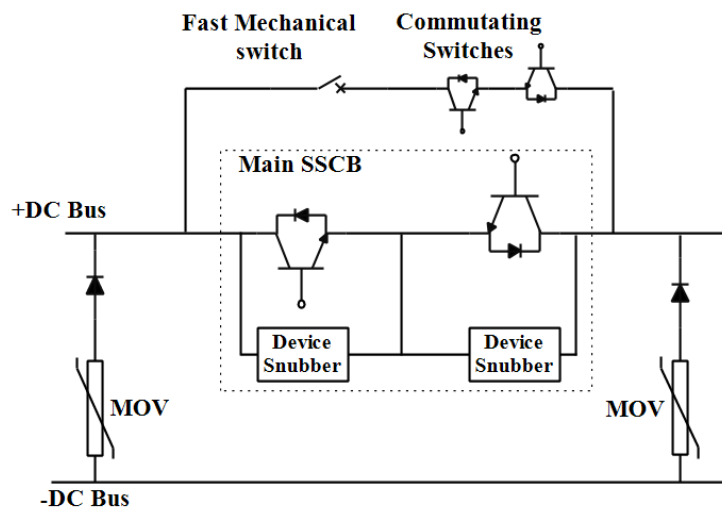 Fast Mechanical
switch
Commutating
Switches
Main SSCB
+DC Bus
Device
Snubber
Device
Snubber
MOV
MOV
-DC Bus